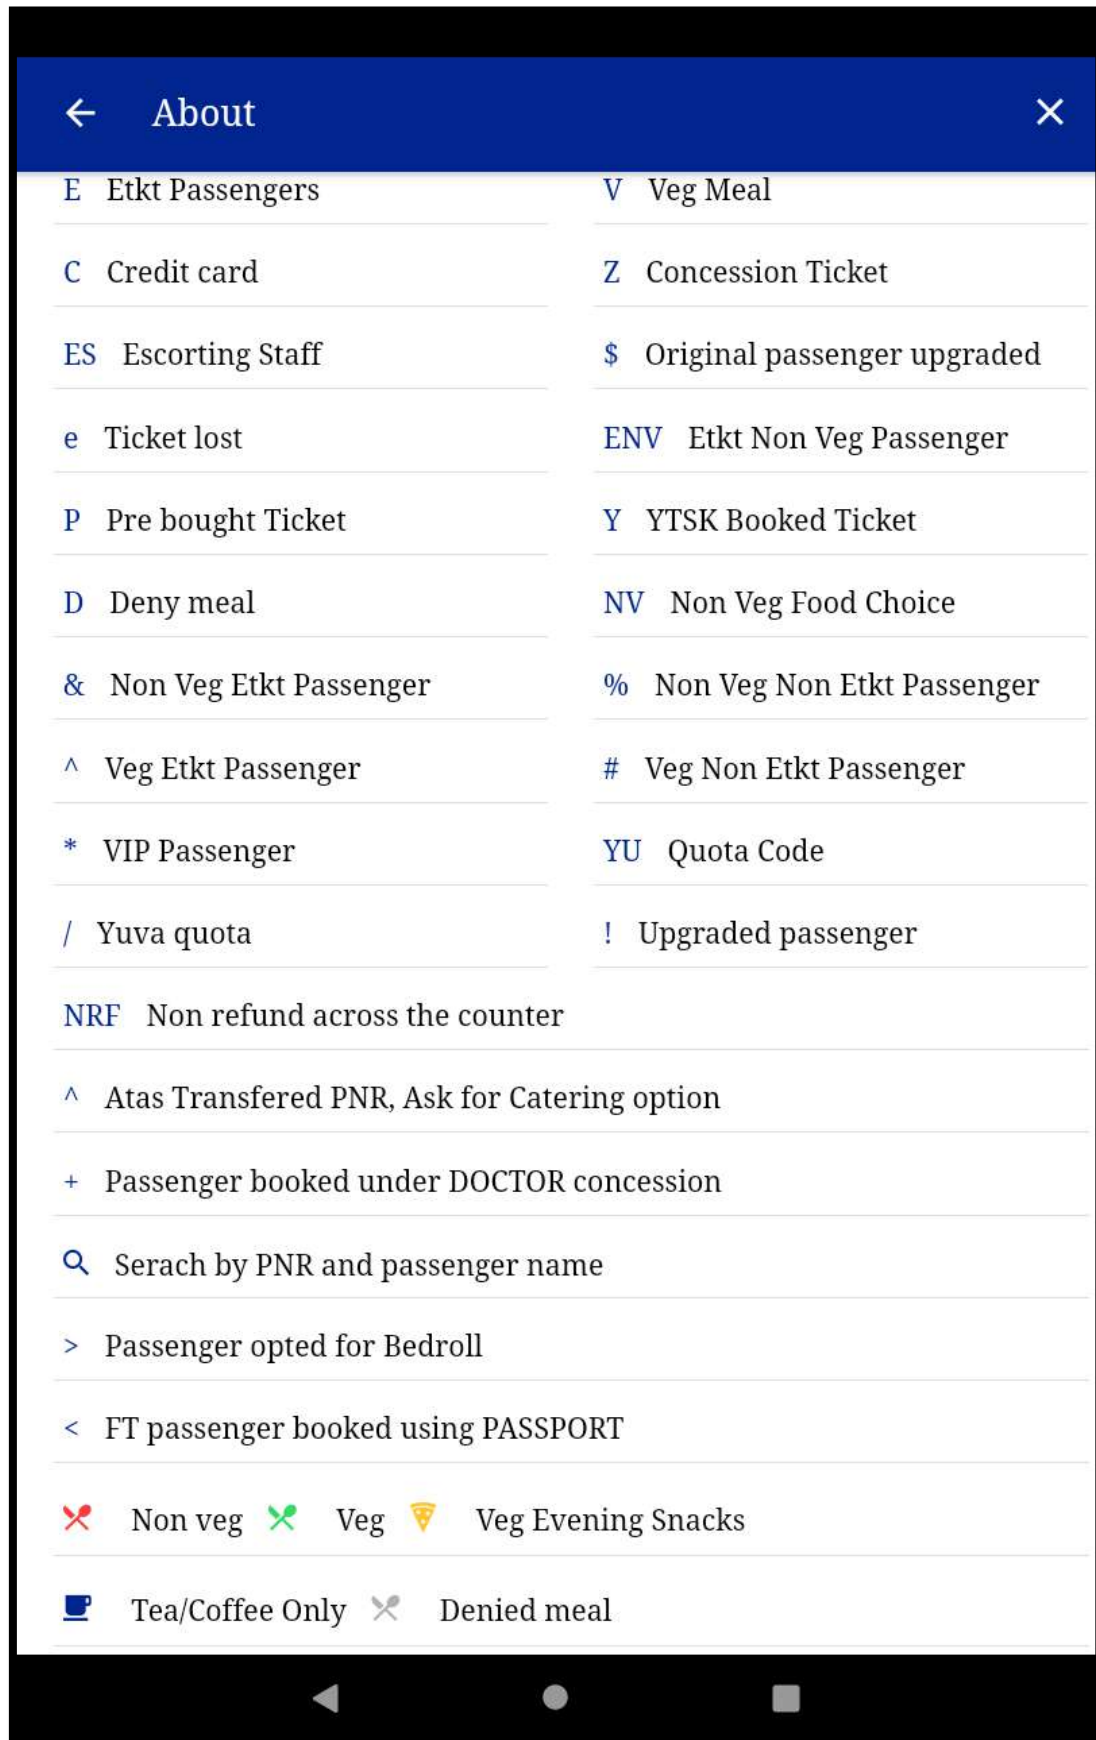 About
E Etkt Passengers V Veg Meal
C Credit card Z Concession Ticket
ES Escorting Staff $ Original passenger upgraded
e Ticket lost ENV Etkt Non Veg Passenger
P Pre bought Ticket Y YTSK Booked Ticket
D Deny meal NV Non Veg Food Choice
& Non Veg Etkt Passenger % Non Veg Non Etkt Passenger
^ Veg Etkt Passenger # Veg Non Etkt Passenger
* VIP Passenger YU Quota Code
/ Yuva quota ! Upgraded passenger
NRF Non refund across the counter
^ Atas Transfered PNR, Ask for Catering option
+ Passenger booked under DOCTOR concession
Serach by PNR and passenger name
> Passenger opted for Bedroll
< FT passenger booked using PASSPORT
Non veg Veg Veg Evening Snacks
Tea/Coffee Only Denied meal